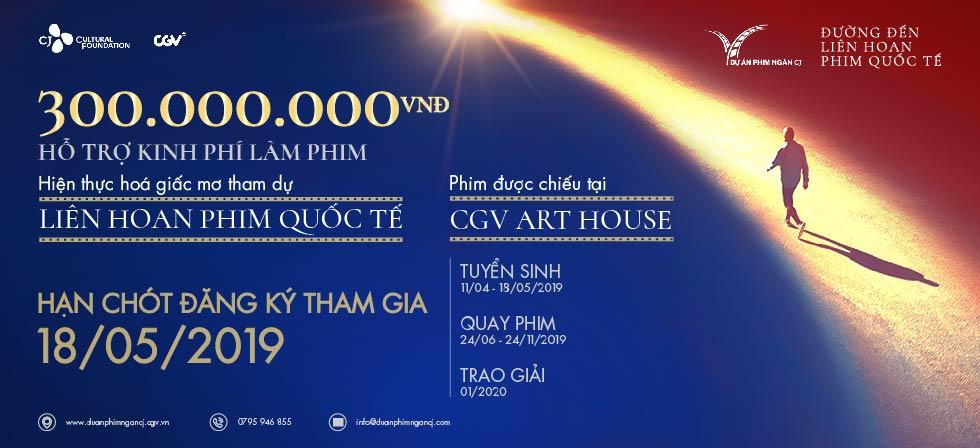 CJ CULTURAL FOUNDATION
CGV
DỰ ÁN PHIM NGẮN CJ
ĐƯỜNG ĐẾN
LIÊN HOAN
PHIM QUỐC TẾ
300.000.000VNĐ
HỖ TRỢ KINH PHÍ LÀM PHIM
Hiện thực hoá giấc mơ tham dự
LIÊN HOAN PHIM QUỐC TẾ
Phim được chiếu tại
CGV ART HOUSE
HẠN CHÓT ĐĂNG KÝ THAM GIA
18/05/2019
TUYỂN SINH
11/04 - 18/05/2019
QUAY PHIM
24/06 - 24/11/2019
TRAO GIẢI
01/2020
www.duanphimngancj.cgv.vn
0795 946 855
info@duanphimngancj.com